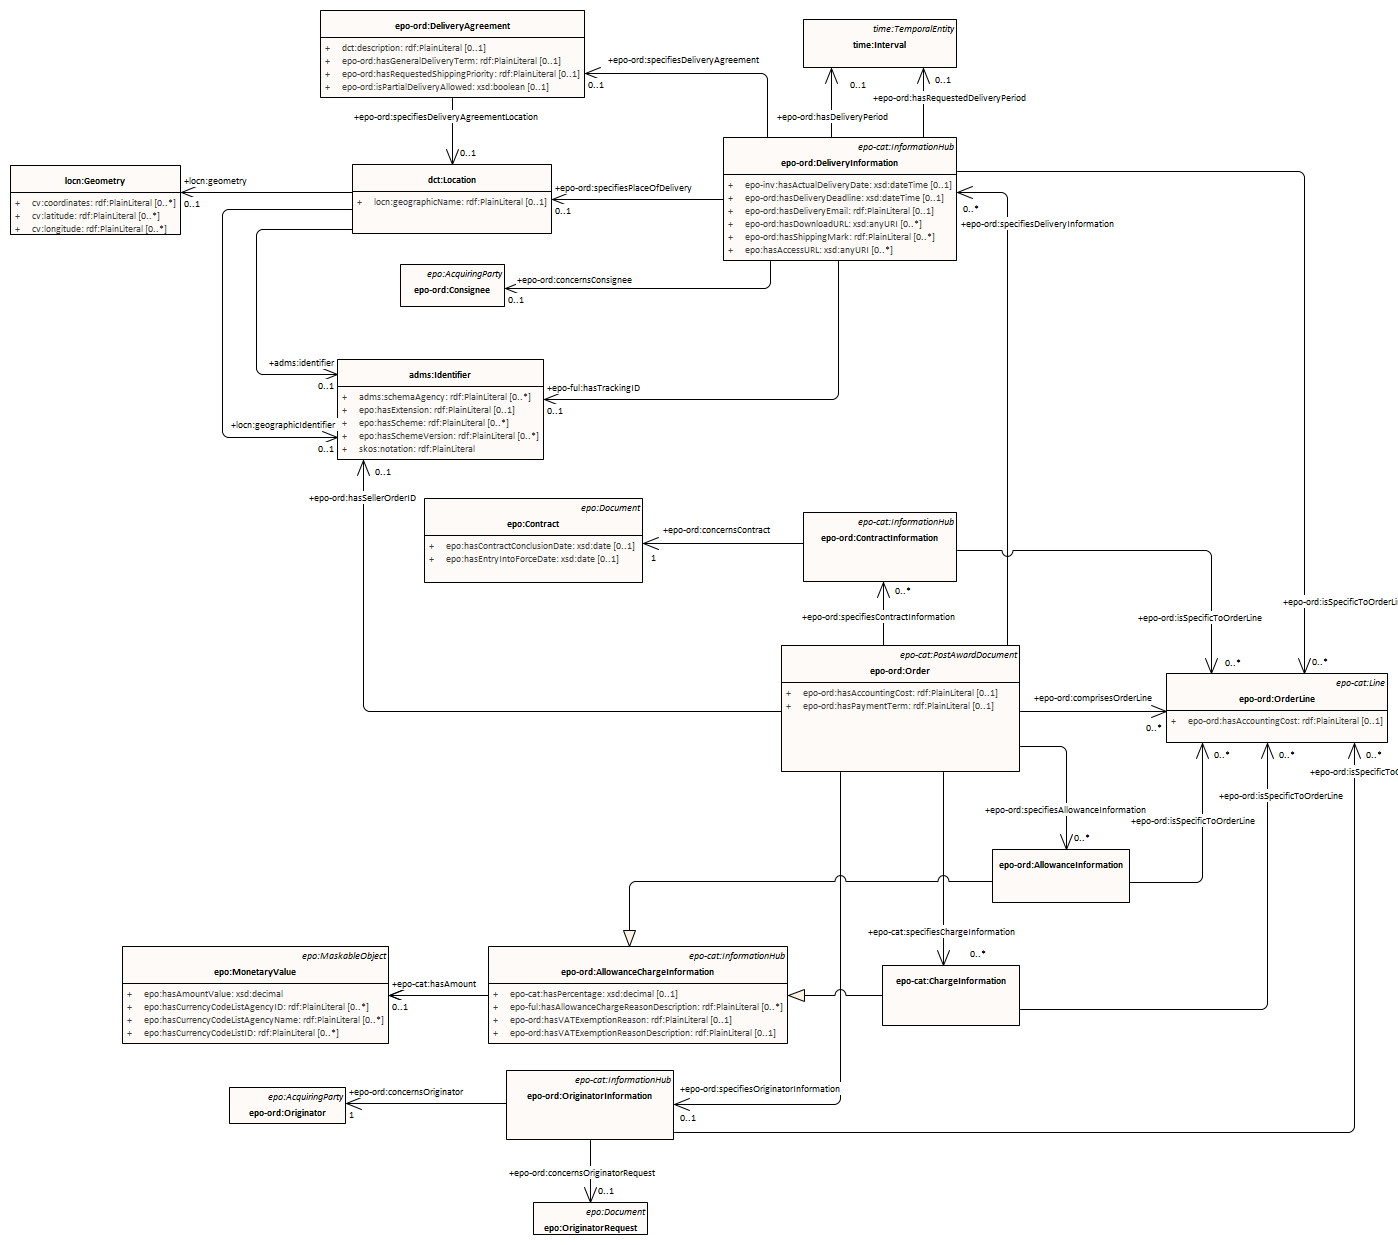 epo-ord:DeliveryAgreement
+ dct:description: rdf:PlainLiteral [0..1]
+ epo-ord:hasGeneralDeliveryTerm: rdf:PlainLiteral [0..1]
+ epo-ord:hasRequestedShippingPriority: rdf:PlainLiteral [0..1]
+ epo-ord:isPartialDeliveryAllowed: xsd:boolean [0..1]
+epo-ord:specifiesDeliveryAgreement
0..1
time:TemporalEntity
time:Interval
0..1
0..1
+epo-ord:hasRequestedDeliveryPeriod
+epo-ord:hasDeliveryPeriod
+epo-ord:specifiesDeliveryAgreementLocation
0..1
epo-cat:InformationHub
epo-ord:DeliveryInformation
+ epo-inv:hasActualDeliveryDate: xsd:dateTime [0..1]
+ epo-ord:hasDeliveryDeadline: xsd:dateTime [0..1]
+ epo-ord:hasDeliveryEmail: rdf:PlainLiteral [0..1]
+ epo-ord:hasDownloadURL: xsd:anyURI [0..*]
+ epo-ord:hasShippingMark: rdf:PlainLiteral [0..*]
+ epo:hasAccessURL: xsd:anyURI [0..*]
locn:Geometry
+ cv:coordinates: rdf:PlainLiteral [0..*]
+ cv:latitude: rdf:PlainLiteral [0..*]
+ cv:longitude: rdf:PlainLiteral [0..*]
+locn:geometry
0..1
dct:Location
+ locn:geographicName: rdf:PlainLiteral [0..1]
+epo-ord:specifiesPlaceOfDelivery
0..1
0..*
+epo-ord:specifiesDeliveryInformation
epo:AcquiringParty
epo-ord:Consignee
+epo-ord:concernsConsignee
0..1
+adms:identifier
0..1
adms:Identifier
+ adms:schemaAgency: rdf:PlainLiteral [0..*]
+ epo:hasExtension: rdf:PlainLiteral [0..1]
+ epo:hasScheme: rdf:PlainLiteral [0..*]
+ epo:hasSchemeVersion: rdf:PlainLiteral [0..*]
+ skos:notation: rdf:PlainLiteral
+epo-ful:hasTrackingID
0..1
+locn:geographicIdentifier
0..1
0..1
+epo-ord:hasSellerOrderID
epo:Document
epo:Contract
+ epo:hasContractConclusionDate: xsd:date [0..1]
+ epo:hasEntryIntoForceDate: xsd:date [0..1]
+epo-ord:concernsContract
1
epo-cat:InformationHub
epo-ord:ContractInformation
0..*
+epo-ord:specifiesContractInformation
+epo-ord:isSpecificToOrderLine
0..*
+epo-ord:isSpecificToOrderLi
0..*
epo-cat:PostAwardDocument
epo-ord:Order
+ epo-ord:hasAccountingCost: rdf:PlainLiteral [0..1]
+ epo-ord:hasPaymentTerm: rdf:PlainLiteral [0..1]
+epo-ord:comprisesOrderLine
0..*
epo-cat:Line
epo-ord:OrderLine
+ epo-ord:hasAccountingCost: rdf:PlainLiteral [0..1]
0..*
0..*
0..*
+epo-ord:isSpecificToO
+epo-ord:isSpecificToOrderLine
+epo-ord:isSpecificToOrderLine
+epo-ord:specifiesAllowanceInformation
0..*
epo-ord:AllowanceInformation
+epo-cat:specifiesChargeInformation
0..*
epo-cat:ChargeInformation
epo:MaskableObject
epo:MonetaryValue
+ epo:hasAmountValue: xsd:decimal
+ epo:hasCurrencyCodeListAgencyID: rdf:PlainLiteral [0..*]
+ epo:hasCurrencyCodeListAgencyName: rdf:PlainLiteral [0..*]
+ epo:hasCurrencyCodeListID: rdf:PlainLiteral [0..*]
+epo-cat:hasAmount
0..1
epo-cat:InformationHub
epo-ord:AllowanceChargeInformation
+ epo-cat:hasPercentage: xsd:decimal [0..1]
+ epo-ful:hasAllowanceChargeReasonDescription: rdf:PlainLiteral [0..*]
+ epo-ord:hasVATExemptionReason: rdf:PlainLiteral [0..1]
+ epo-ord:hasVATExemptionReasonDescription: rdf:PlainLiteral [0..1]
epo:AcquiringParty
epo-ord:Originator
+epo-ord:concernsOriginator
1
epo-cat:InformationHub
epo-ord:OriginatorInformation
+epo-ord:specifiesOriginatorInformation
0..1
+epo-ord:concernsOriginatorRequest
0..1
epo:Document
epo:OriginatorRequest